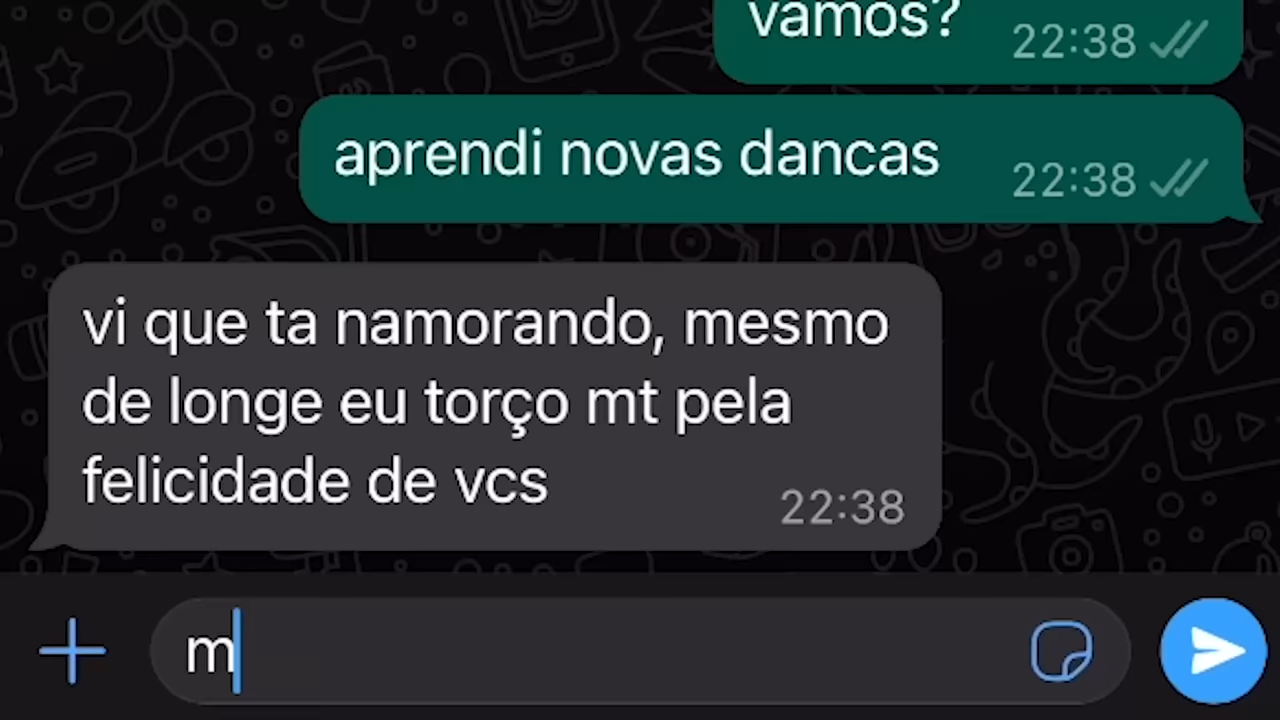 vamos?
22:38
aprendi novas dancas
22:38
vi que ta namorando, mesmo
de longe eu torço mt pela
felicidade de vcs
22:38
m